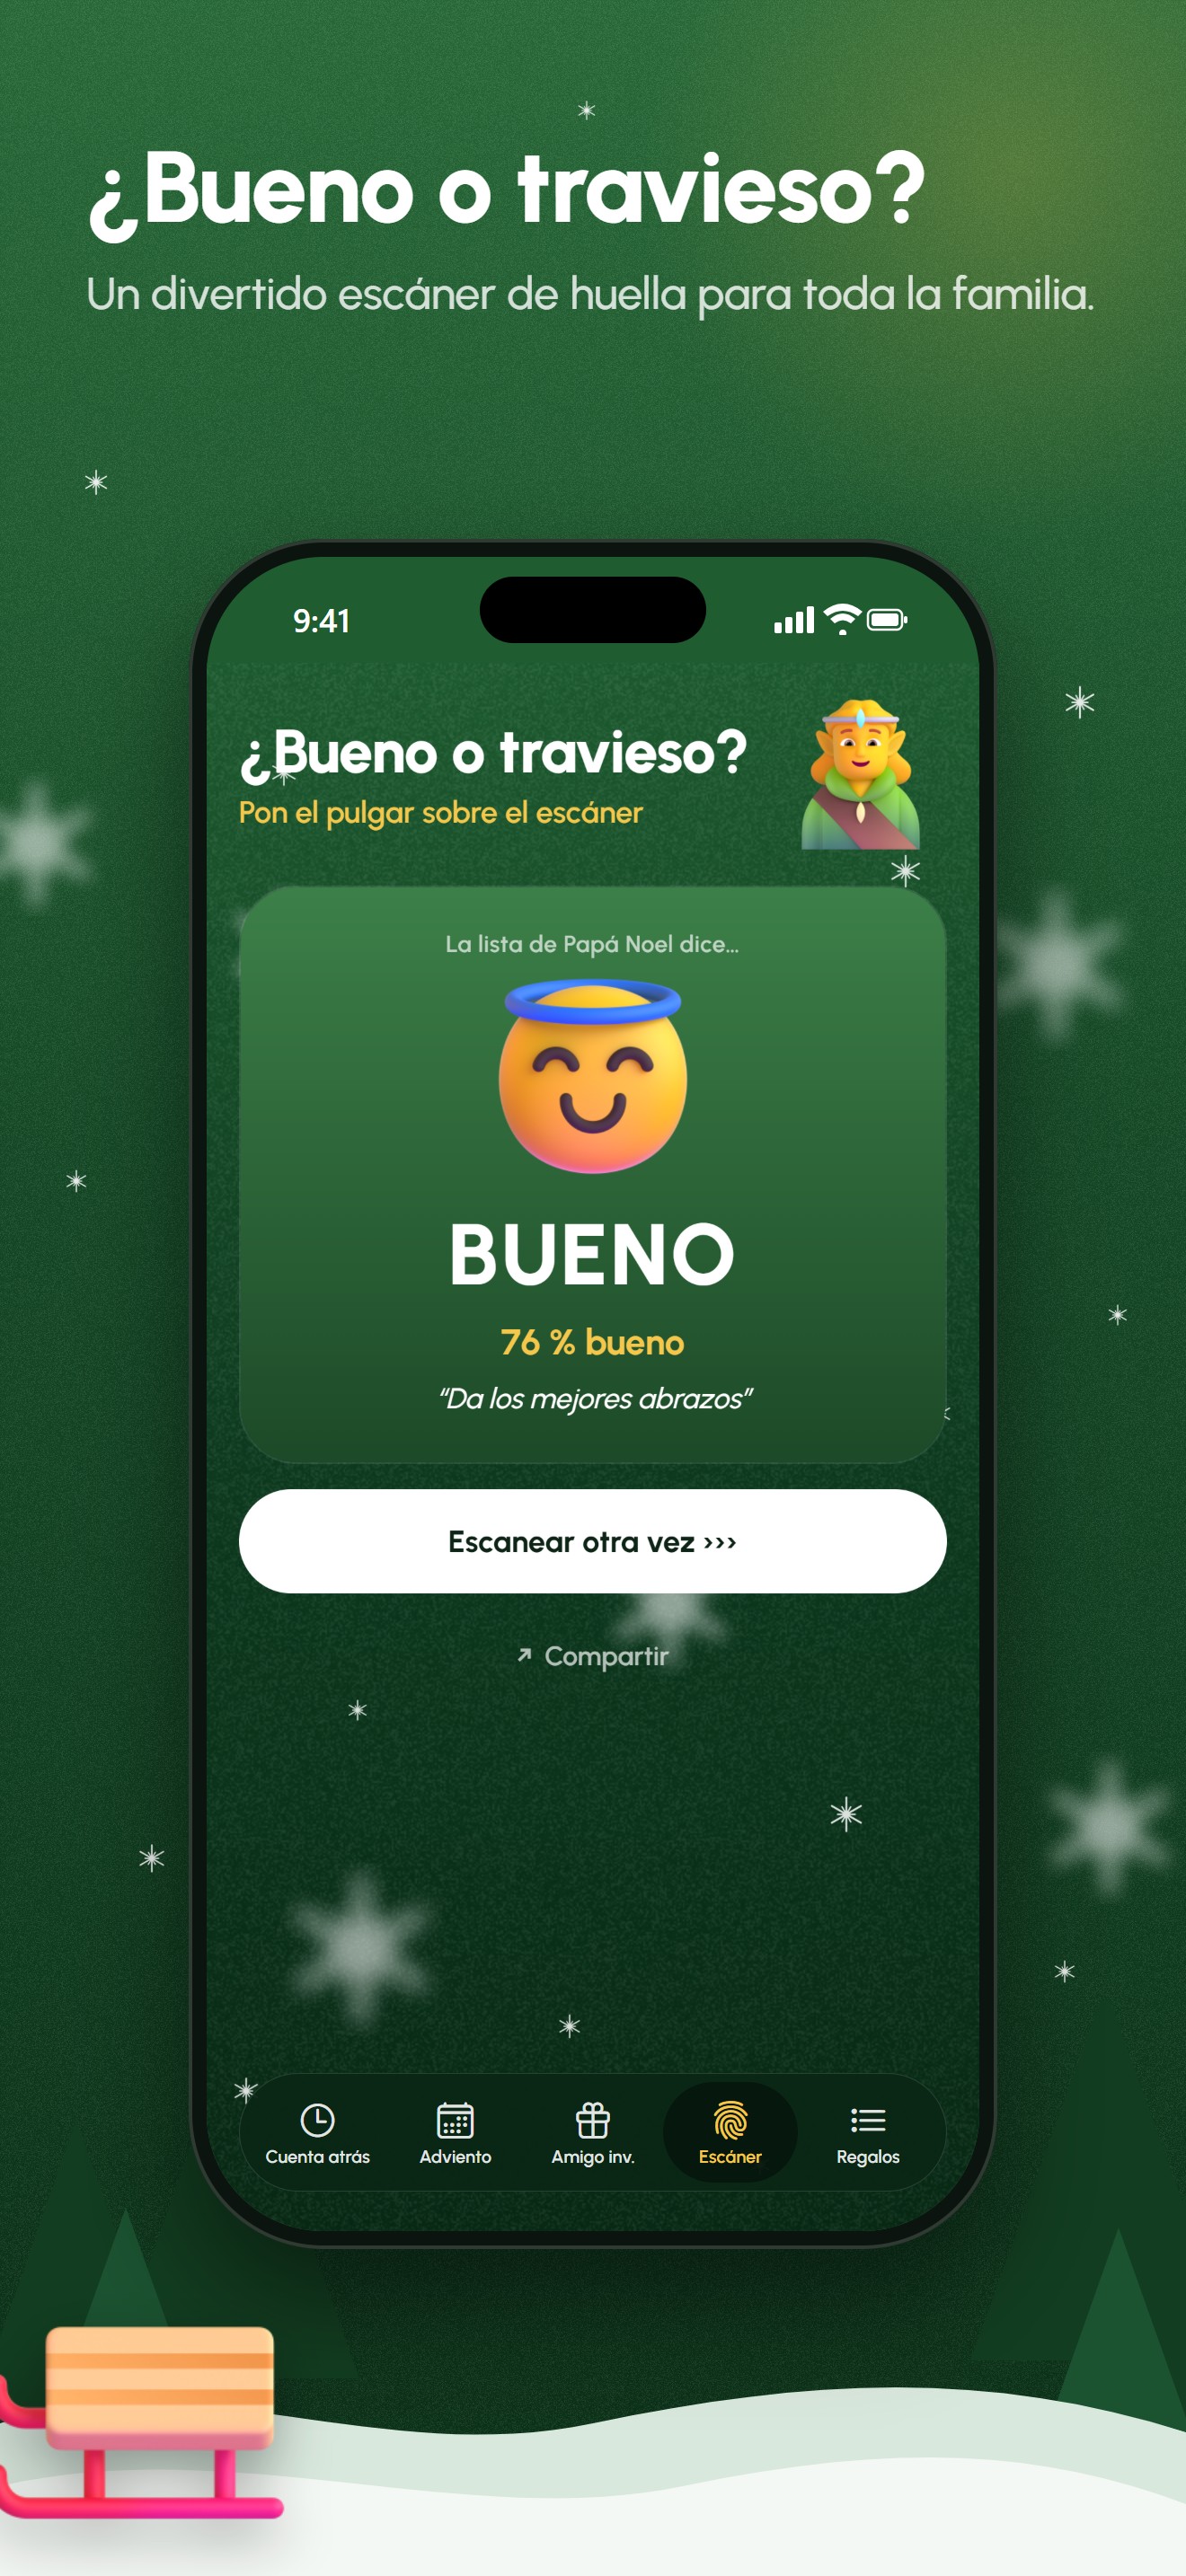 ¿Bueno o travieso?
Un divertido escáner de huella para toda la familia.
9:41
¿Bueno o travieso?
Pon el pulgar sobre el escáner
La lista de Papá Noel dice...
BUENO
76 % bueno
“Da los mejores abrazos”
Escanear otra vez ›››
↗ Compartir
Cuenta atrás
Adviento
Amigo inv.
Escáner
Regalos